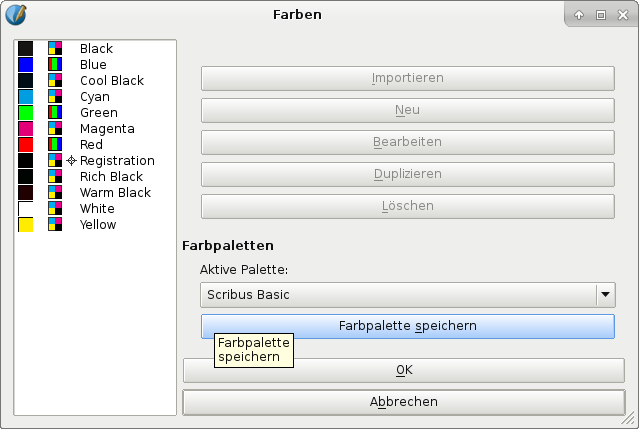 Farben
Black
Blue
Cool Black
Cyan
Green
Magenta
Red
Registration
Rich Black
Warm Black
White
Yellow
Importieren
Neu
Bearbeiten
Duplizieren
Löschen
Farbpaletten
Aktive Palette:
Scribus Basic
Farbpalette speichern
Farbpalette
speichern
OK
Abbrechen